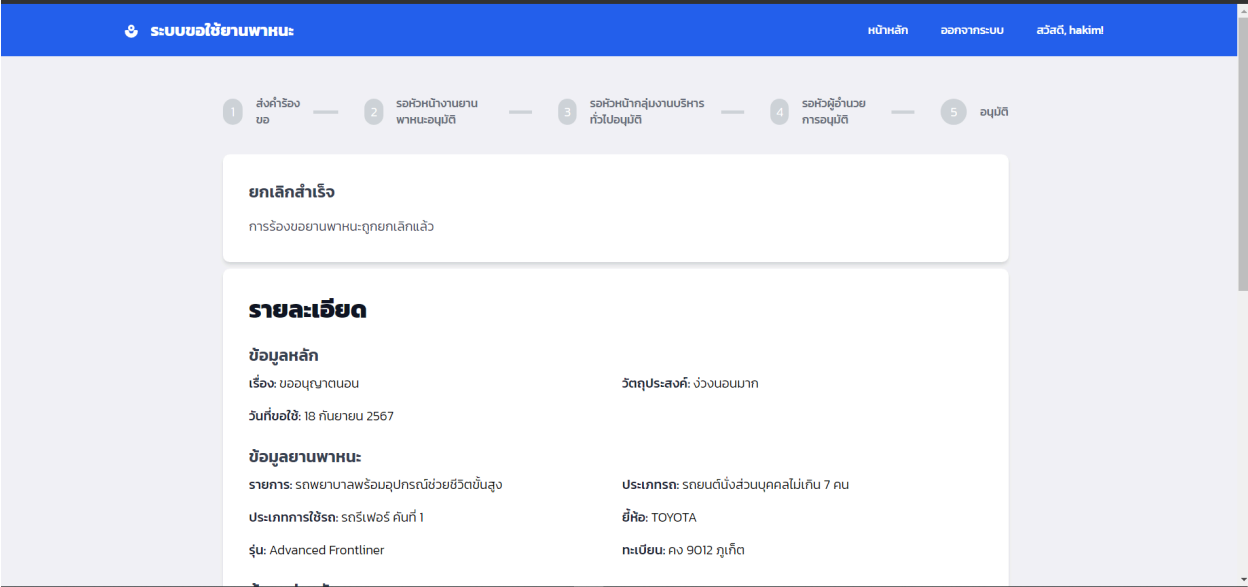 ระบบขอใช้ยานพาหนะ
หน้าหลัก
ออกจากระบบ
สวัสดี, hakim!
1
ส่งคำร้อง
ขอ
2
รอหัวหน้างานยาน
พาหนะอนุมัติ
3
รอหัวหน้ากลุ่มงานบริหาร
ทั่วไปอนุมัติ
4
รอหัวผู้อำนวย
การอนุมัติ
5
อนุมัติ
ยกเลิกสำเร็จ
การร้องขอยานพาหนะถูกยกเลิกแล้ว
รายละเอียด
ข้อมูลหลัก
เรื่อง: ขออนุญาตนอน
วัตถุประสงค์: ง่วงนอนมาก
วันที่ขอใช้: 18 กันยายน 2567
ข้อมูลยานพาหนะ
รายการ: รถพยาบาลพร้อมอุปกรณ์ช่วยชีวิตขั้นสูง
ประเภทรถ: รถยนต์นั่งส่วนบุคคลไม่เกิน 7 คน
ประเภทการใช้รถ: รถรีเฟอร์ คันที่ 1
ยี้ห้อ: TOYOTA
รุ่น: Advanced Frontliner
ทะเบียน: คง 9012 ภูเก็ต